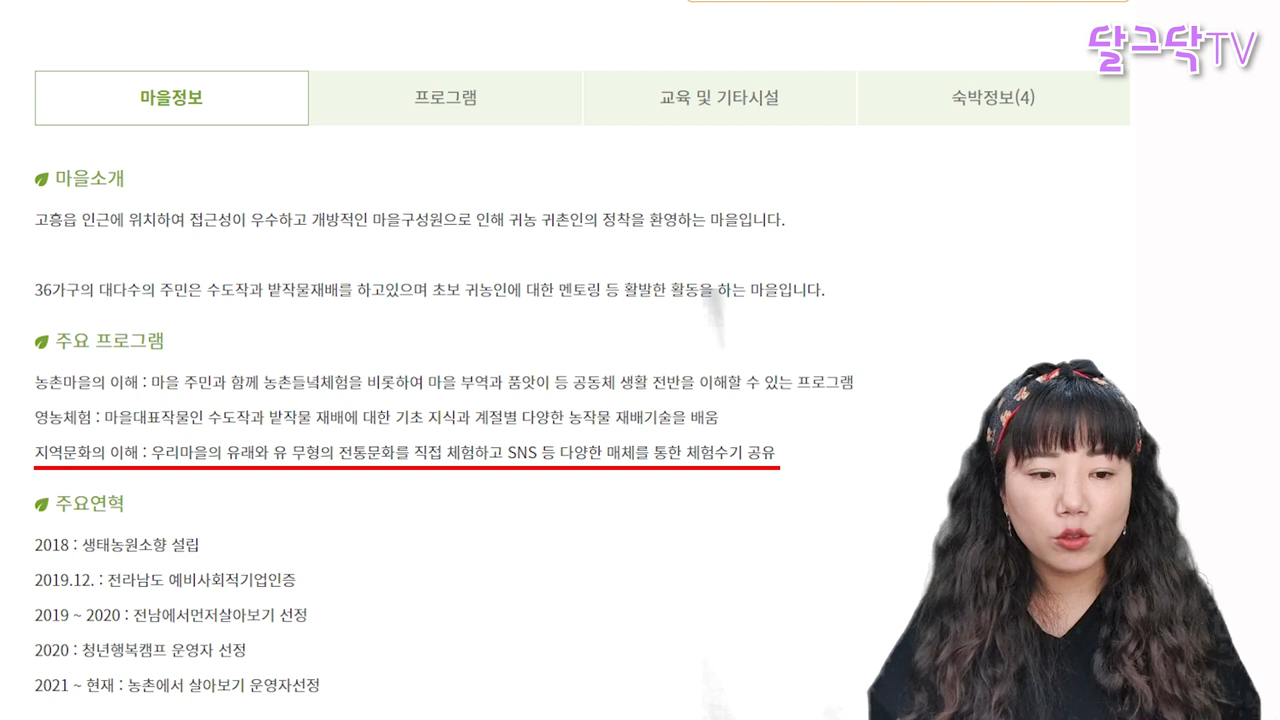 달그닥TV
마을정보
프로그램
교육 및 기타시설
숙박정보(4)
마을소개
고흥읍 인근에 위치하여 접근성이 우수하고 개방적인 마을구성원으로 인해 귀농 귀촌인의 정착을 환영하는 마을입니다.
36가구의 대다수의 주민은 수도작과 밭작물재배를 하고있으며 초보 귀농인에 대한 멘토링 등 활발한 활동을 하는 마을입니다.
주요 프로그램
농촌마을의 이해 : 마을 주민과 함께 농촌들녘체험을 비롯하여 마을 부역과 품앗이 등 공동체 생활 전반을 이해할 수 있는 프로그램
영농체험 : 마을대표작물인 수도작과 밭작물 재배에 대한 기초 지식과 계절별 다양한 농작물 재배기술을 배움
지역문화의 이해 : 우리마을의 유래와 유 무형의 전통문화를 직접 체험하고 SNS 등 다양한 매체를 통한 체험수기 공유
주요연혁
2018 : 생태농원소향 설립
2019.12. : 전라남도 예비사회적기업인증
2019 ~ 2020 : 전남에서먼저살아보기 선정
2020 : 청년행복캠프 운영자 선정
2021 ~ 현재 : 농촌에서 살아보기 운영자선정